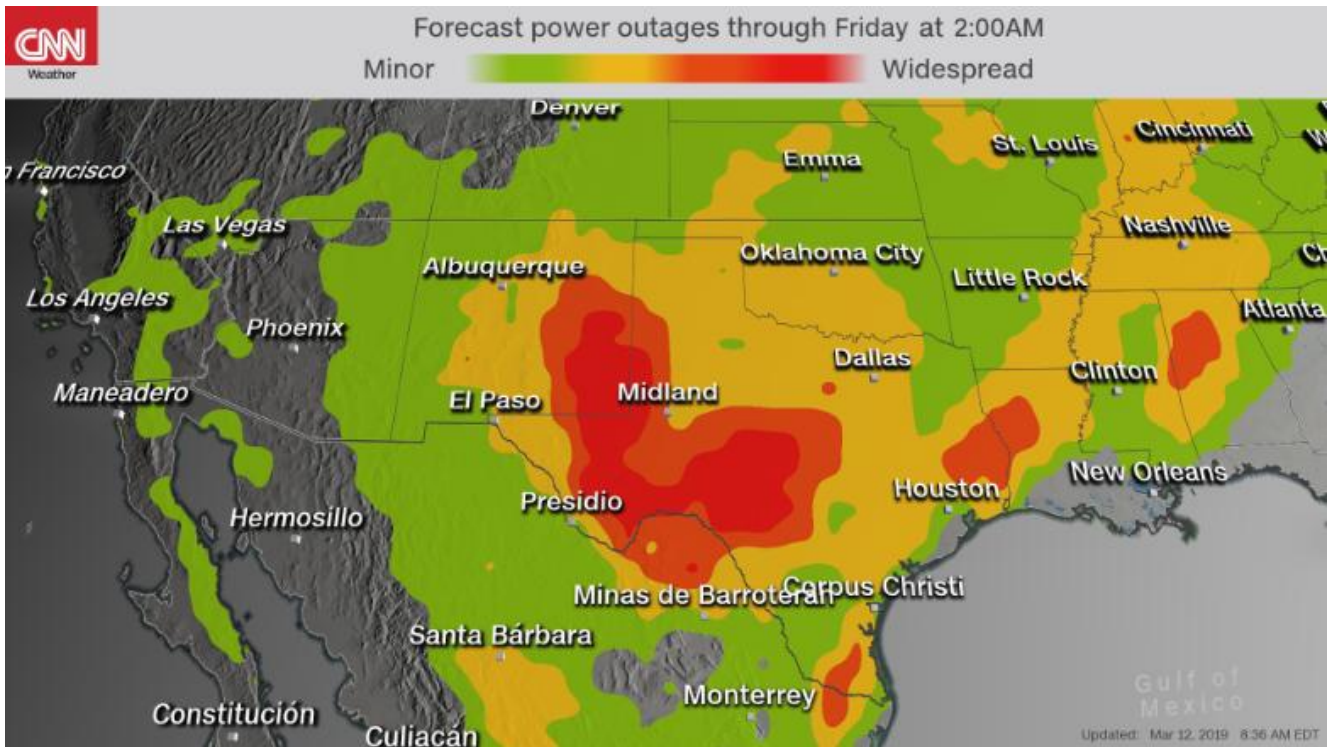 CNN
Weather
Forecast power outages through Friday at 2:00AM
Minor Widespread
Denver
Emma
St. Louis
Cincinnati
n Francisco
Las Vegas
Nashville
Albuquerque
Oklahoma City
Little Rock
Ch
Los Angeles
Phoenix
Atlanta
Dallas
Clinton
Maneadero
El Paso
Midland
New Orleans
Houston
Presidio
Hermosillo
Minas de Barroterán
Corpus Christi
Santa Bárbara
Monterrey
Gulf of
Mexico
Constitución
Culiacán
Updated: Mar 12, 2019 8:36 AM EDT